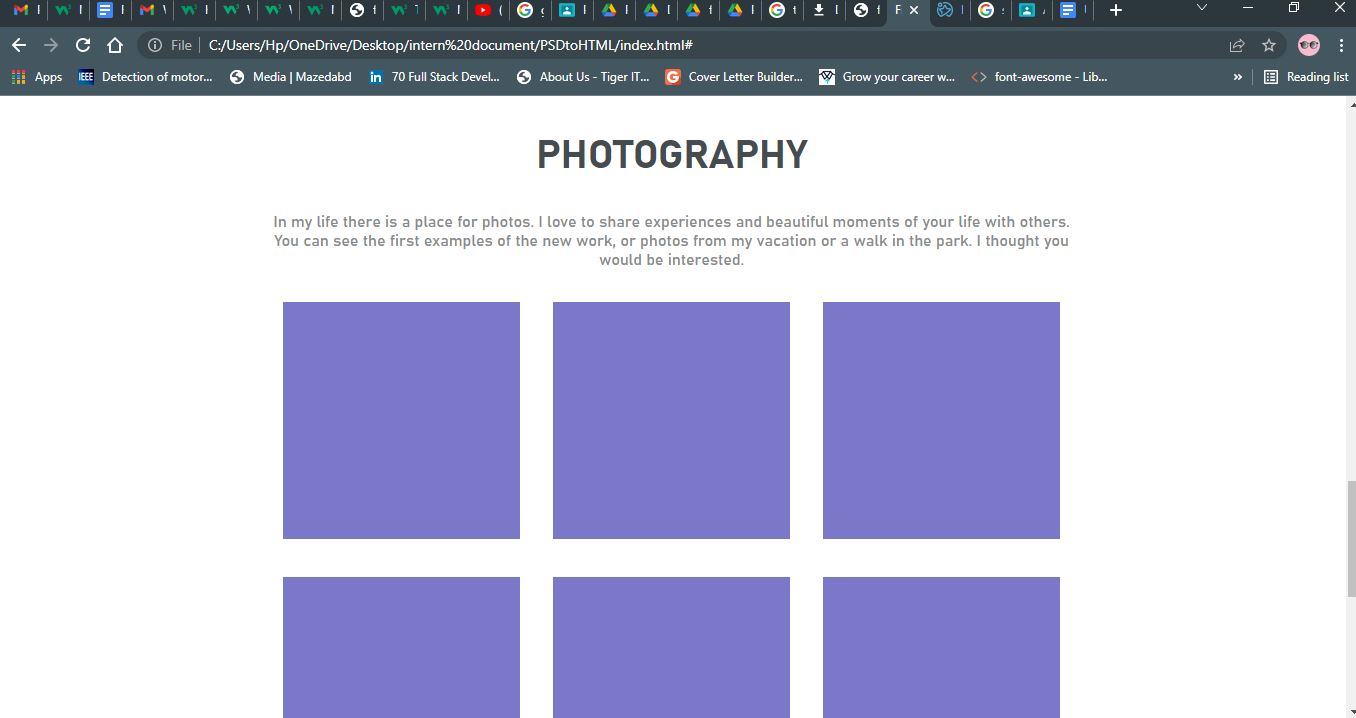 File
C:/Users/Hp/OneDrive/Desktop/intern%20document/PSDtoHTML/index.html#
Apps
IEEE
Detection of motor...
Media | Mazedabd
in
70 Full Stack Devel...
About Us - Tiger IT...
G
Cover Letter Builder...
Grow your career w...
font-awesome - Lib...
»
Reading list
PHOTOGRAPHY
In my life there is a place for photos. I love to share experiences and beautiful moments of your life with others.
You can see the first examples of the new work, or photos from my vacation or a walk in the park. I thought you
would be interested.